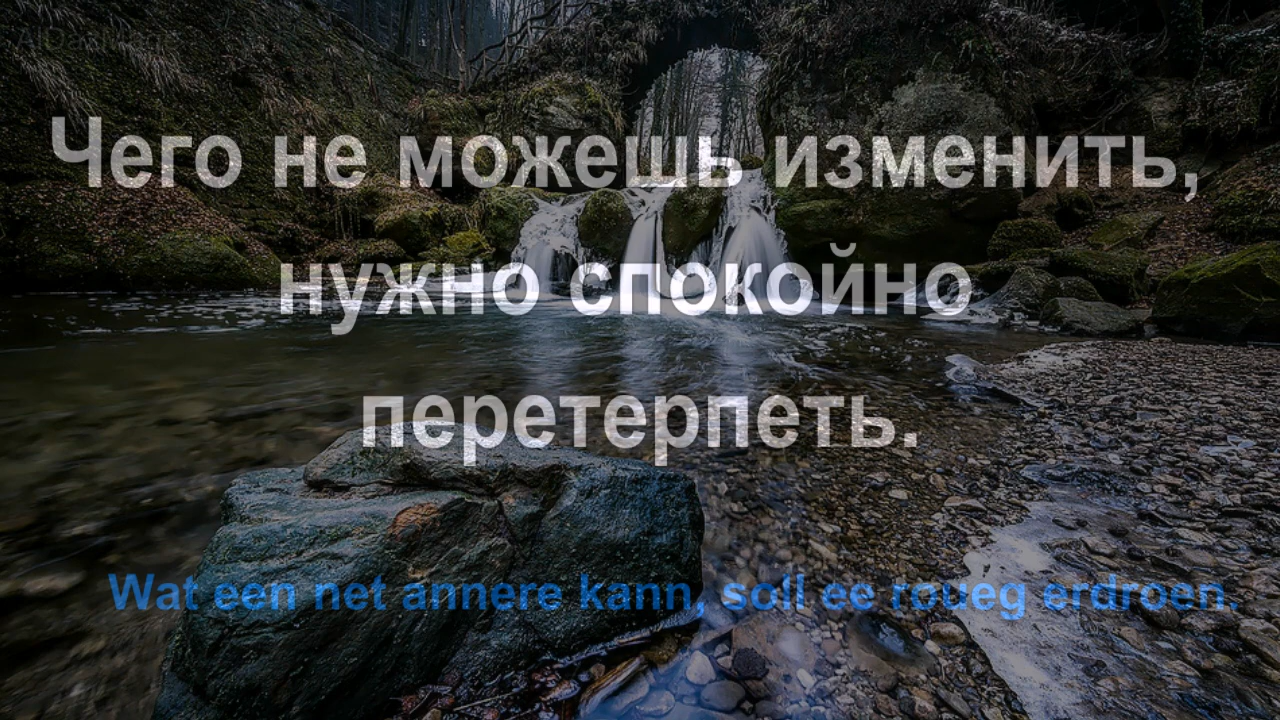 Чего не можешь изменить,
нужно спокойно
перетерпеть.
Wat een net annere kann, soll ee roueg erdroen.